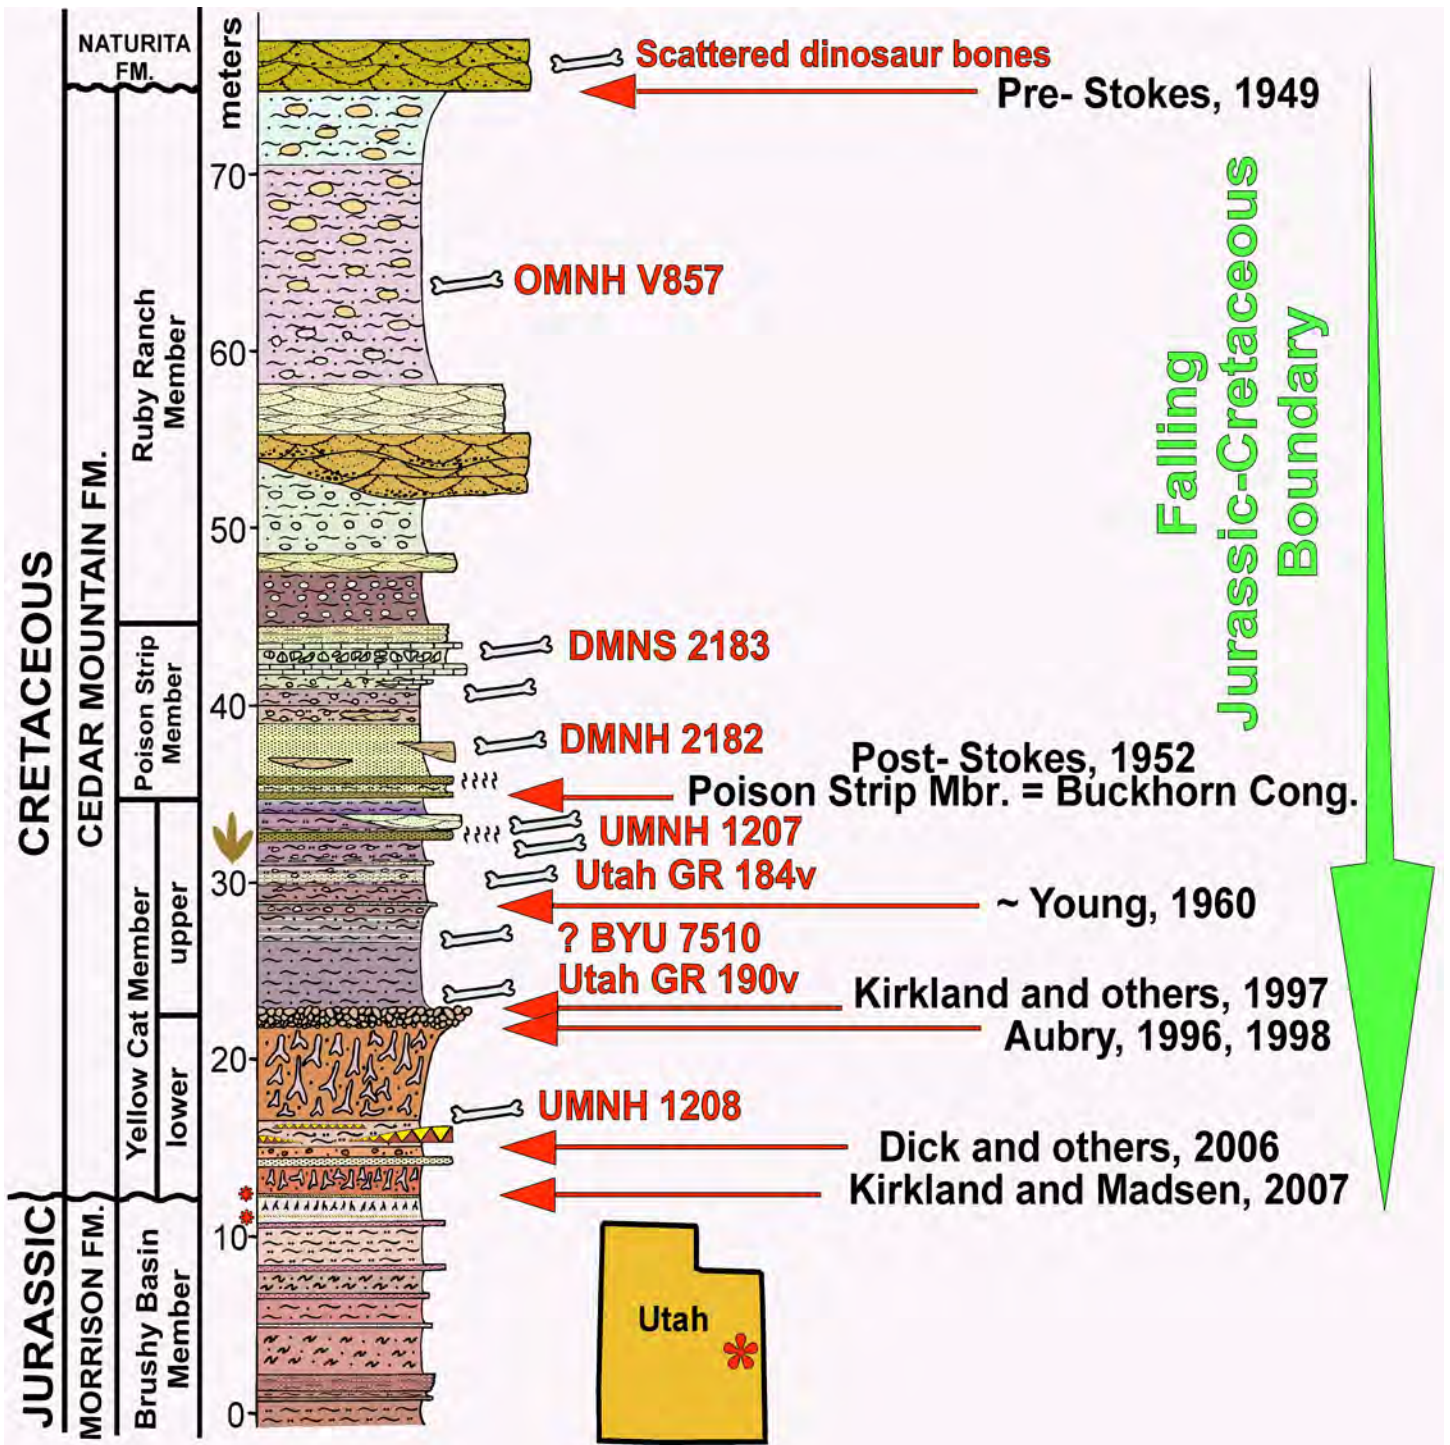 NATURITA
FM.
meters
Scattered dinosaur bones
Pre- Stokes, 1949
70
OMNH V857
60
Ruby Ranch
Member
Falling
Jurassic-Cretaceous
Boundary
50
CRETACEOUS
CEDAR MOUNTAIN FM.
DMNS 2183
Poison Strip
Member
40
DMNH 2182
Post- Stokes, 1952
Poison Strip Mbr. = Buckhorn Cong.
UMNH 1207
Utah GR 184v
30
~ Young, 1960
Yellow Cat Member
upper
? BYU 7510
Utah GR 190v
Kirkland and others, 1997
Aubry, 1996, 1998
20
lower
UMNH 1208
Dick and others, 2006
Kirkland and Madsen, 2007
JURASSIC
MORRISON FM.
Brushy Basin
Member
10
Utah
0